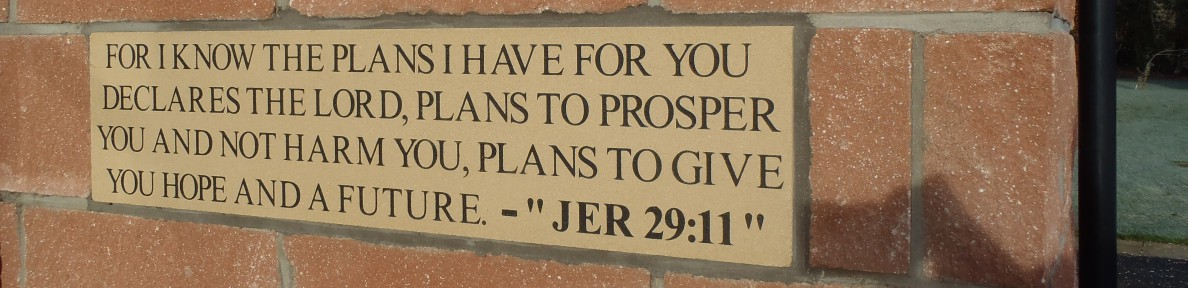 FOR I KNOW THE PLANS I HAVE FOR YOU
DECLARES THE LORD, PLANS TO PROSPER
YOU AND NOT HARM YOU, PLANS TO GIVE
YOU HOPE AND A FUTURE. - " JER 29:11 "